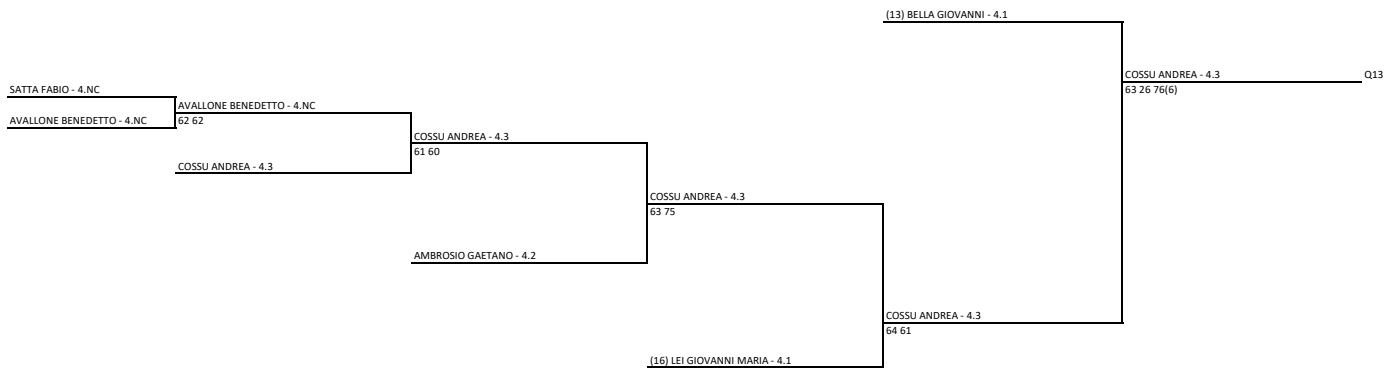 (13) BELLA GIOVANNI - 4.1
COSSU ANDREA - 4.3
Q13
63 26 76(6)
SATTA FABIO - 4.NC
AVALLONE BENEDETTO - 4.NC
AVALLONE BENEDETTO - 4.NC
62 62
COSSU ANDREA - 4.3
61 60
COSSU ANDREA - 4.3
COSSU ANDREA - 4.3
63 75
AMBROSIO GAETANO - 4.2
COSSU ANDREA - 4.3
64 61
(16) LEI GIOVANNI MARIA - 4.1